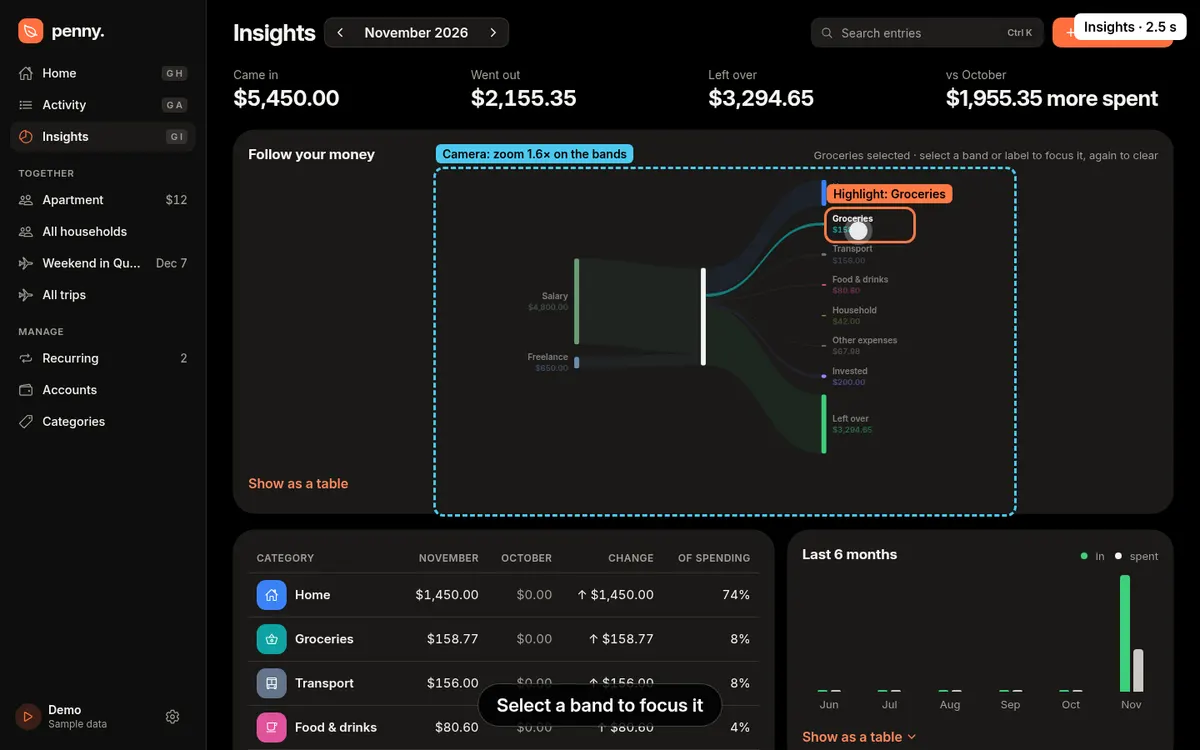 penny.
Home G H
Activity G A
Insights G I
TOGETHER
Apartment $12
All households
Weekend in Qu... Dec 7
All trips
MANAGE
Recurring 2
Accounts
Categories
Demo
Sample data
Insights
November 2026
Search entries Ctrl K
+
Insights · 2.5 s
Came in
$5,450.00
Went out
$2,155.35
Left over
$3,294.65
vs October
$1,955.35 more spent
Follow your money
Camera: zoom 1.6× on the bands
Groceries selected · select a band or label to focus it, again to clear
Highlight: Groceries
Groceries
Transport
$156.00
Food & drinks
$80.60
Household
$42.00
Other expenses
$67.98
Invested
$200.00
Left over
$3,294.65
Salary
$4,800.00
Freelance
$650.00
Show as a table
CATEGORY NOVEMBER OCTOBER CHANGE OF SPENDING
Home $1,450.00 $0.00 ↑ $1,450.00 74%
Groceries $158.77 $0.00 ↑ $158.77 8%
Transport $156.00 $0.00 ↑ $156.00 8%
Food & drinks $80.60 $0.00 ↑ $80.60 4%
Select a band to focus it
Last 6 months
in spent
Jun Jul Aug Sep Oct Nov
Show as a table